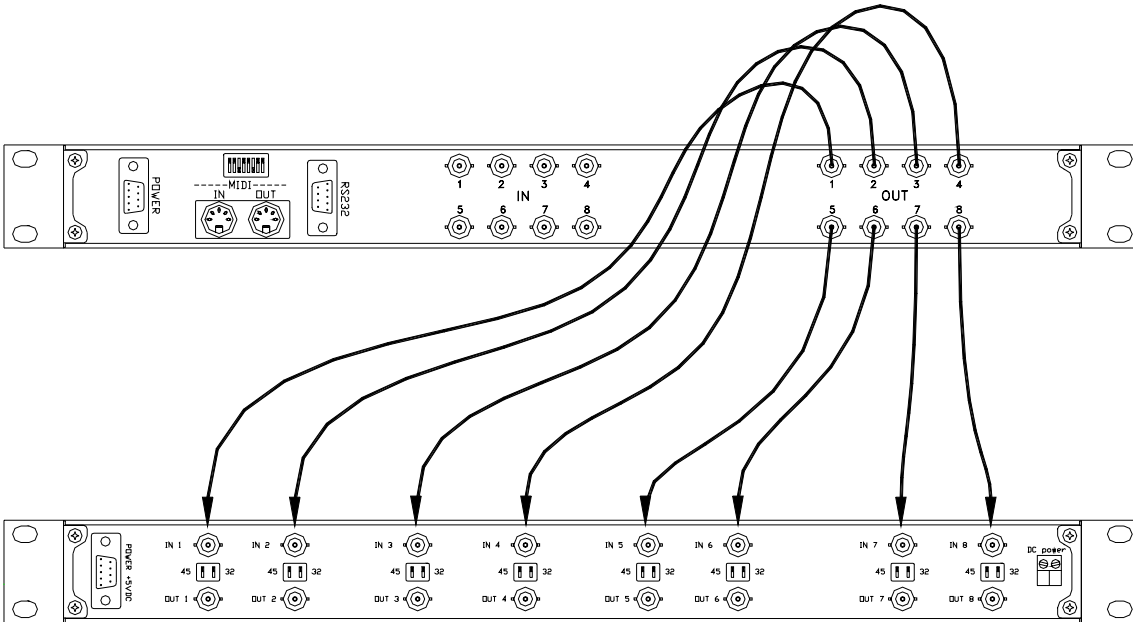 POWER
-----MIDI-----
IN OUT
RS232
1 2 3 4
IN
5 6 7 8
1 2 3 4
OUT
5 6 7 8
POWER +5VDC
IN 1 IN 2 IN 3 IN 4 IN 5 IN 6 IN 7 IN 8
DC power
45 32 45 32 45 32 45 32 45 32 45 32 45 32 45 32
OUT 1 OUT 2 OUT 3 OUT 4 OUT 5 OUT 6 OUT 7 OUT 8